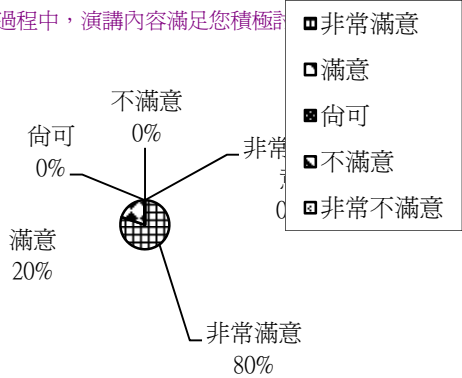 過程中，演講內容滿足您積極
不滿意
0%
尚可
0%
非常
滿意
20%
非常滿意
80%
非常滿意
滿意
尚可
不滿意
非常不滿意